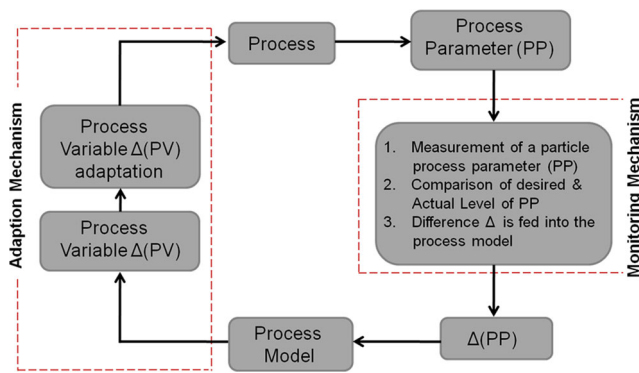 Process
Process
Parameter (PP)
Adaption Mechanism
Process
Variable Δ(PV)
adaptation
Process
Variable Δ(PV)
1. Measurement of a particle
process parameter (PP)
2. Comparison of desired &
Actual Level of PP
3. Difference Δ is fed into the
process model
Monitoring Mechanism
Process
Model
Δ(PP)